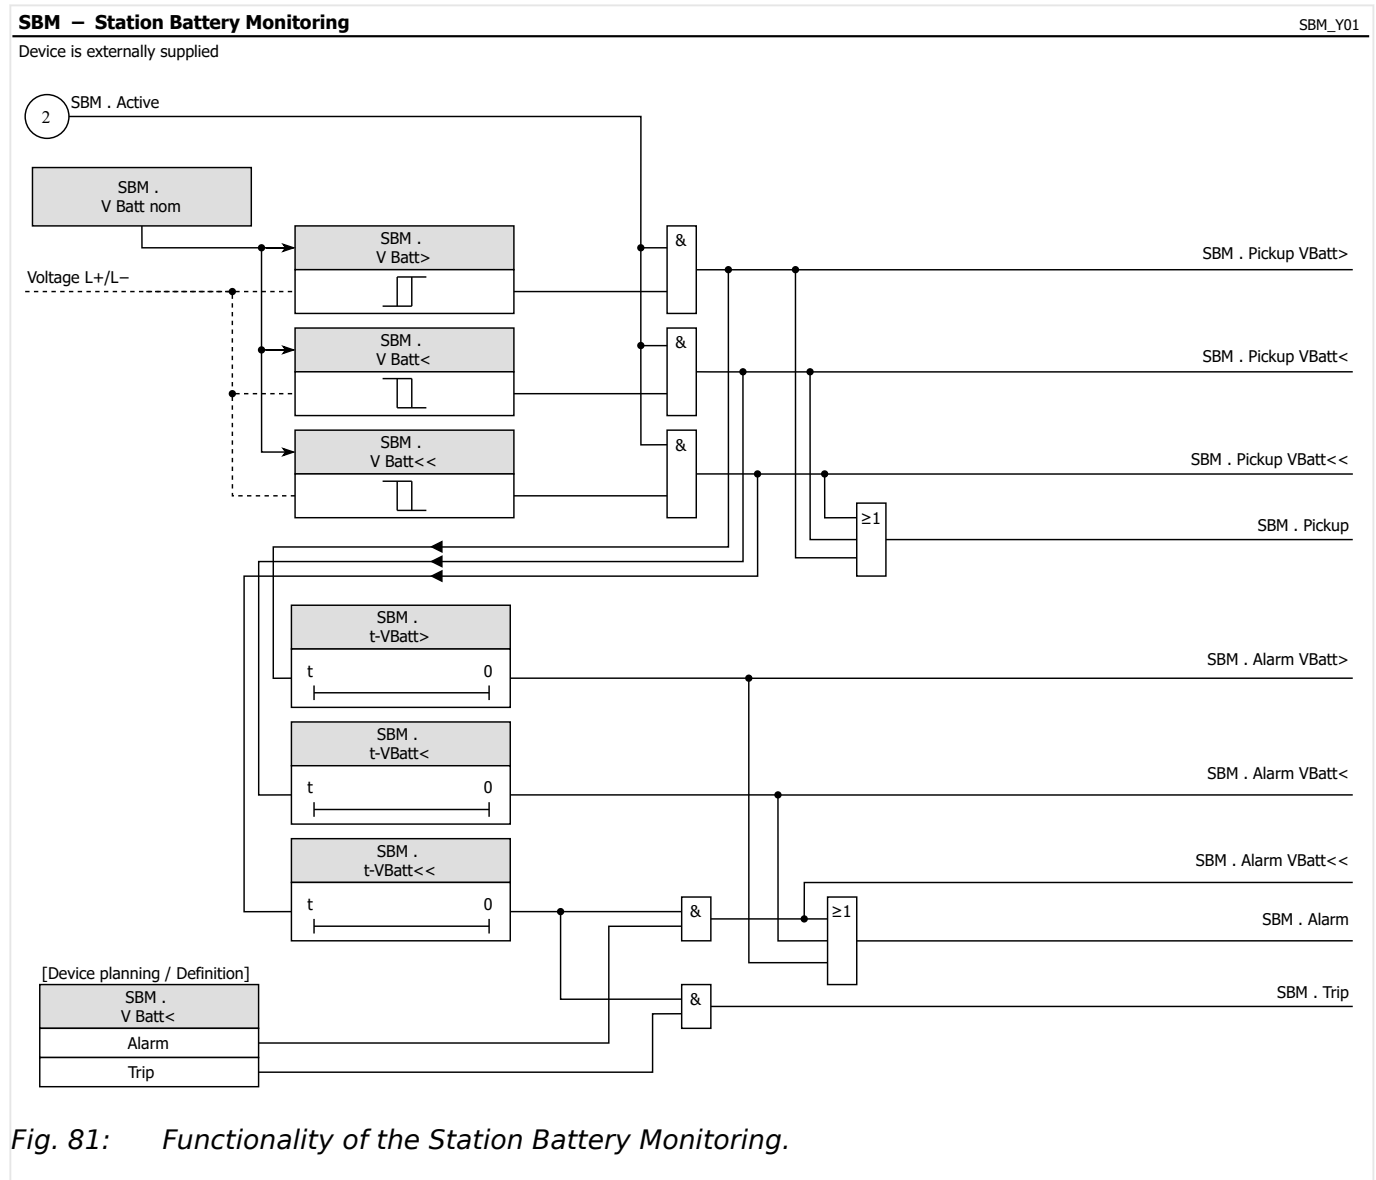 SBM – Station Battery Monitoring
SBM_Y01
Device is externally supplied
SBM . Active
2
SBM .
V Batt nom
SBM .
V Batt>
&
SBM . Pickup VBatt>
Voltage L+/L−
SBM .
V Batt<
&
SBM . Pickup VBatt<
SBM .
V Batt<<
&
SBM . Pickup VBatt<<
≥1
SBM . Pickup
SBM .
t-VBatt>
t 0
SBM . Alarm VBatt>
SBM .
t-VBatt<
t 0
SBM . Alarm VBatt<
SBM .
t-VBatt<<
t 0
SBM . Alarm VBatt<<
&
≥1
SBM . Alarm
[Device planning / Definition]
SBM .
V Batt<
Alarm
Trip
&
SBM . Trip
Fig. 81: Functionality of the Station Battery Monitoring.